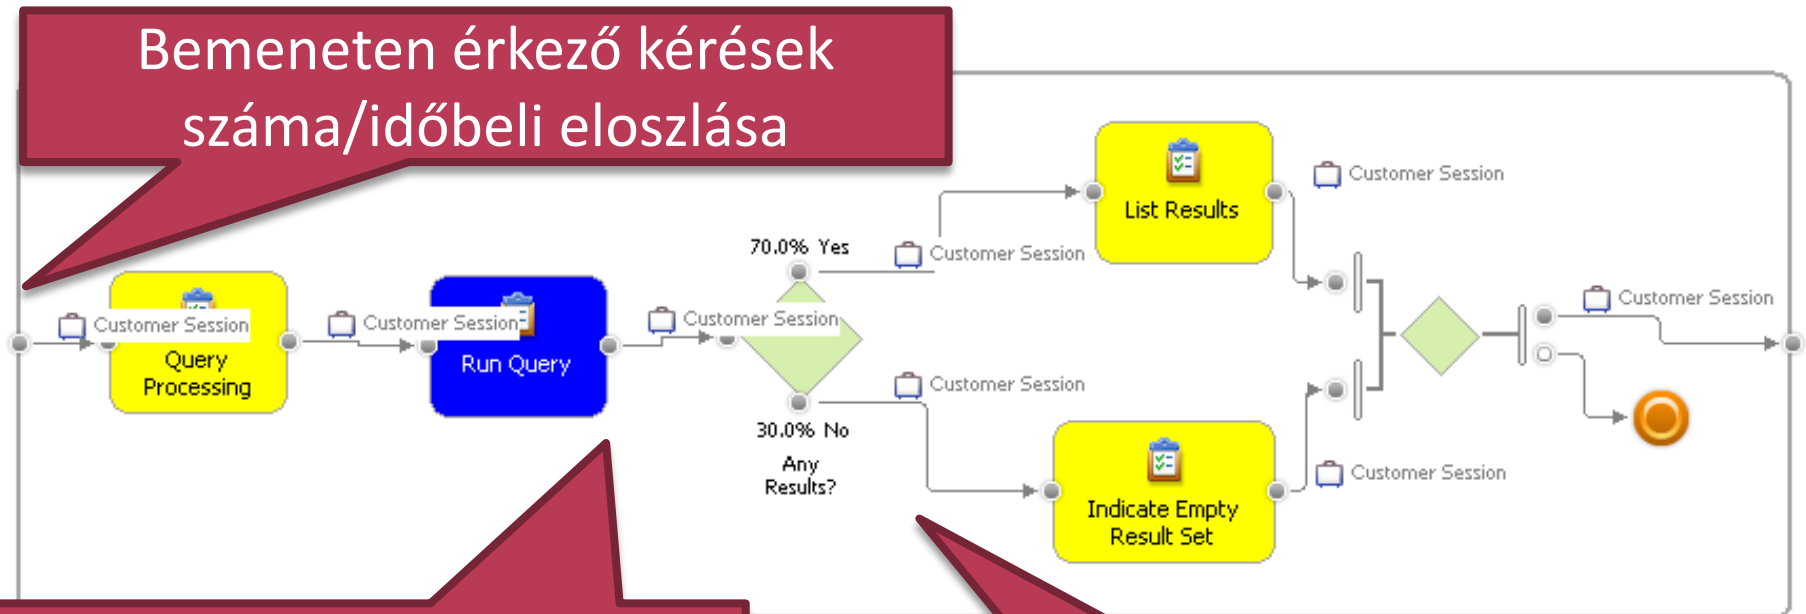 Bemeneten érkező kérések
száma/időbeli eloszlása
Customer Session
Query
Processing
Customer Session
Run Query
Customer Session
70.0% Yes
30.0% No
Any
Results?
Customer Session
List Results
Customer Session
Customer Session
Indicate Empty
Result Set
Customer Session
Customer Session